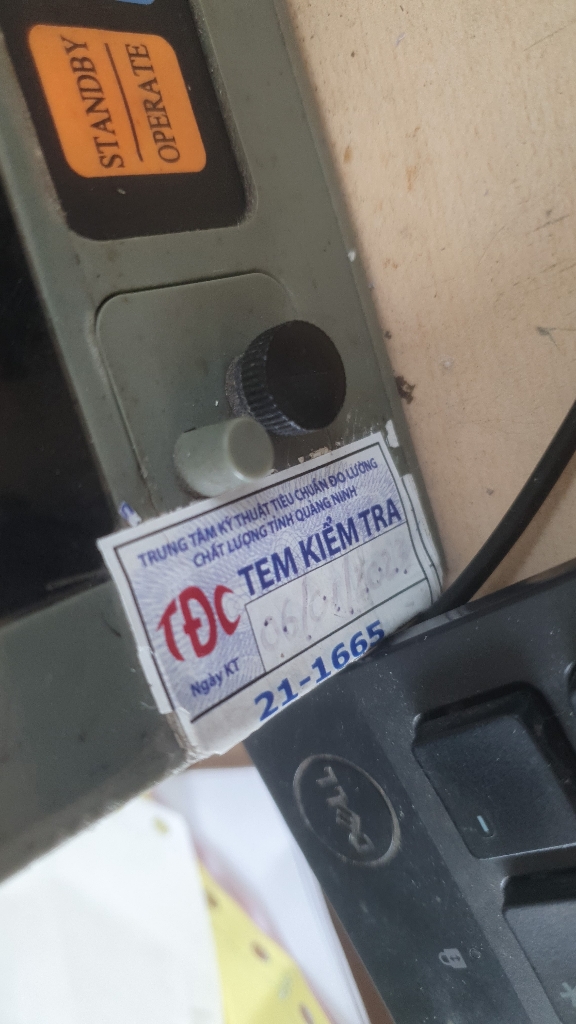 STANDBY
OPERATE
TRUNG TÂM KỸ THUẬT TIÊU CHUẨN ĐO LƯỜNG
CHẤT LƯỢNG TỈNH QUẢNG NINH
TĐC
TEM KIỂM TRA
Ngày KT
21-1665
DELL